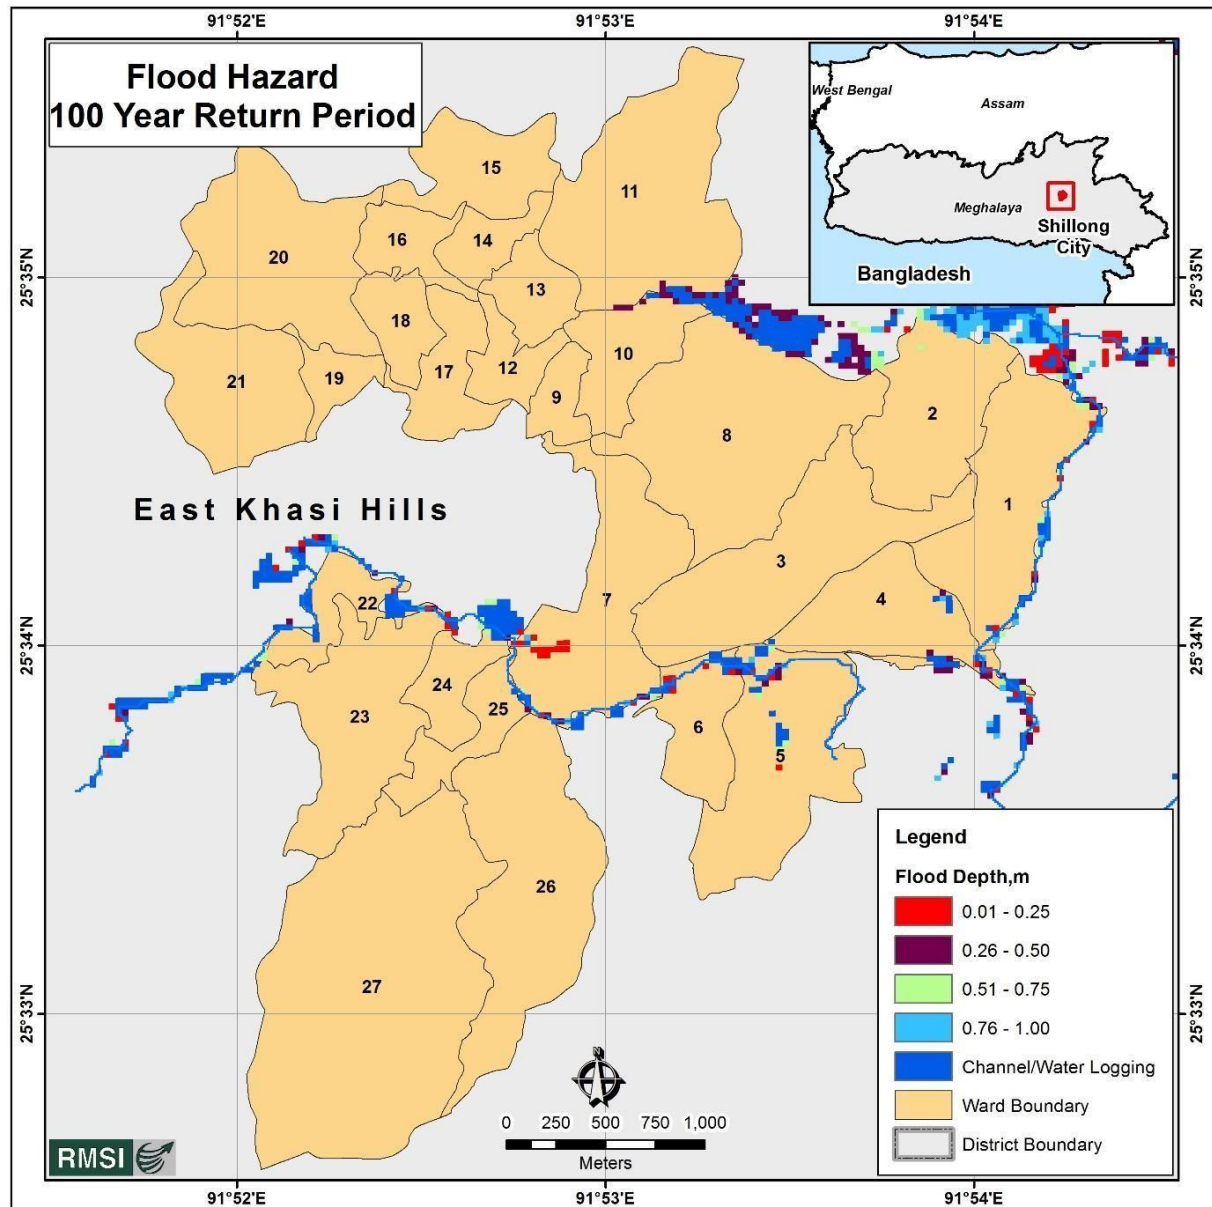 91°52'E 91°53'E 91°54'E
Flood Hazard
100 Year Return Period
West Bengal
Assam
Meghalaya
Shillong
City
Bangladesh
25°35'N
25°35'N
15
11
16
14
20
13
18
10
12
17
19
21
9
2
8
1
East Khasi Hills
3
22
7
4
25°34'N
25°34'N
24
25
23
6
5
26
27
25°33'N
25°33'N
Legend
Flood Depth,m
0.01 - 0.25
0.26 - 0.50
0.51 - 0.75
0.76 - 1.00
Channel/Water Logging
Ward Boundary
District Boundary
N
0 250 500 750 1,000
Meters
RMSI
91°52'E 91°53'E 91°54'E